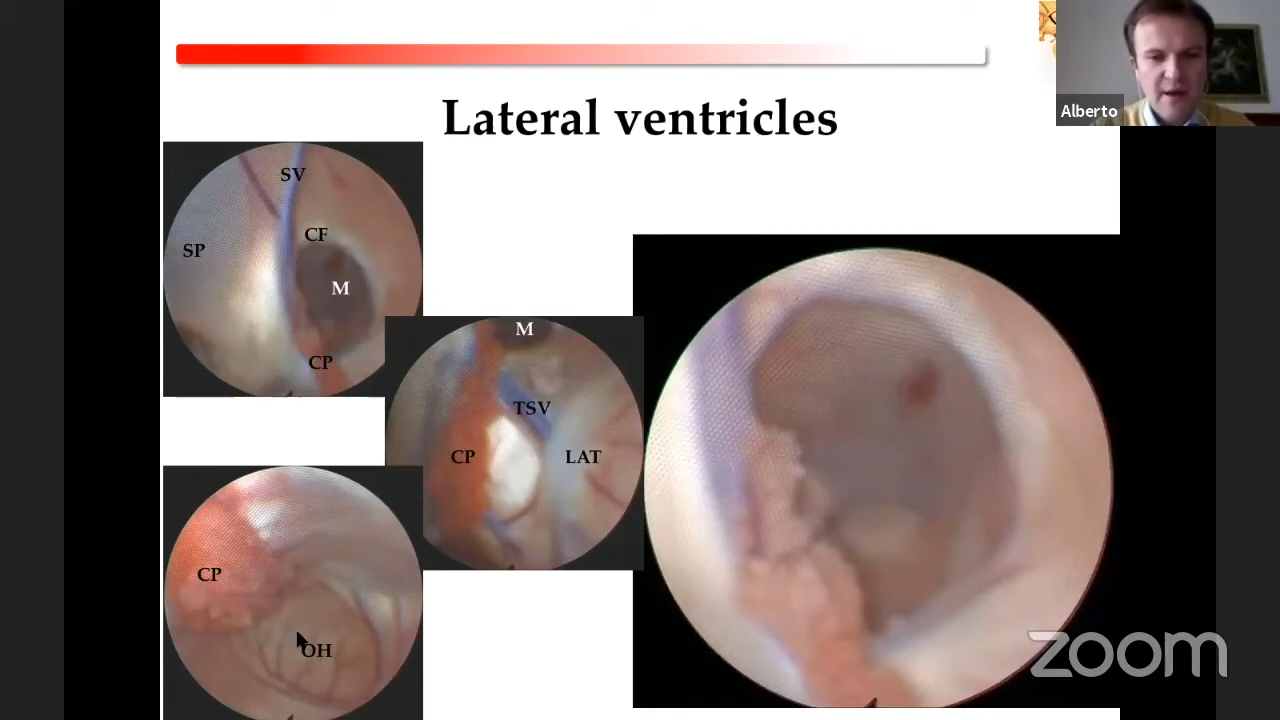 Alberto
Lateral ventricles
SV
CF
SP
M
CP
M
TSV
CP
LAT
CP
OH
zoom